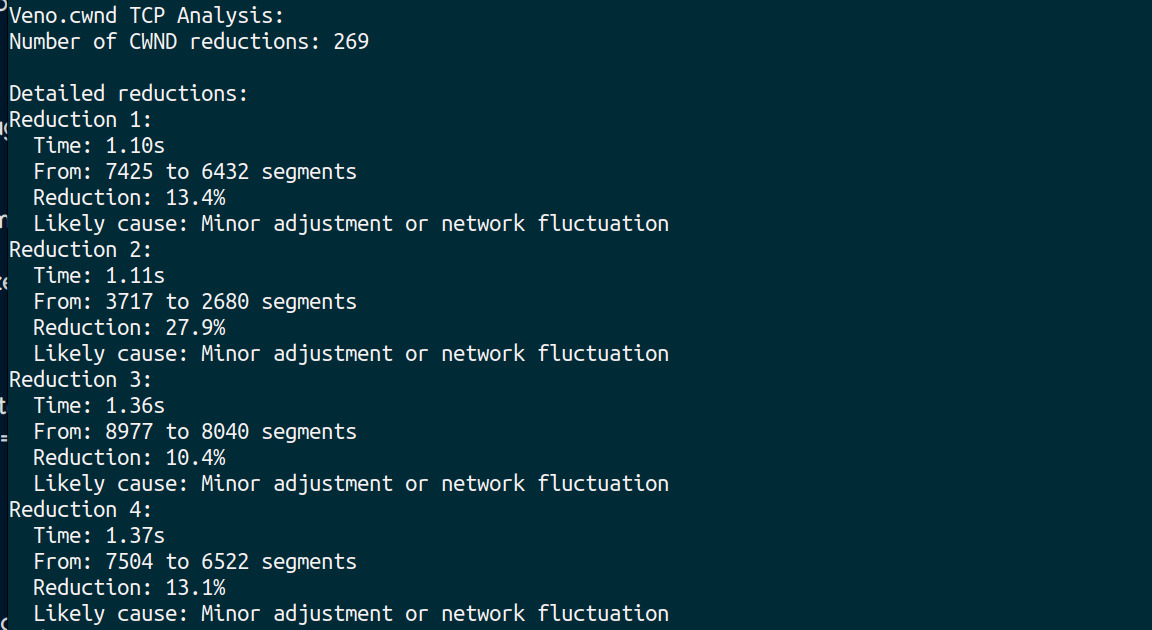 Veno.cwnd TCP Analysis:
Number of CWND reductions: 269
Detailed reductions:
Reduction 1:
Time: 1.10s
From: 7425 to 6432 segments
Reduction: 13.4%
Likely cause: Minor adjustment or network fluctuation
Reduction 2:
Time: 1.11s
From: 3717 to 2680 segments
Reduction: 27.9%
Likely cause: Minor adjustment or network fluctuation
Reduction 3:
Time: 1.36s
From: 8977 to 8040 segments
Reduction: 10.4%
Likely cause: Minor adjustment or network fluctuation
Reduction 4:
Time: 1.37s
From: 7504 to 6522 segments
Reduction: 13.1%
Likely cause: Minor adjustment or network fluctuation